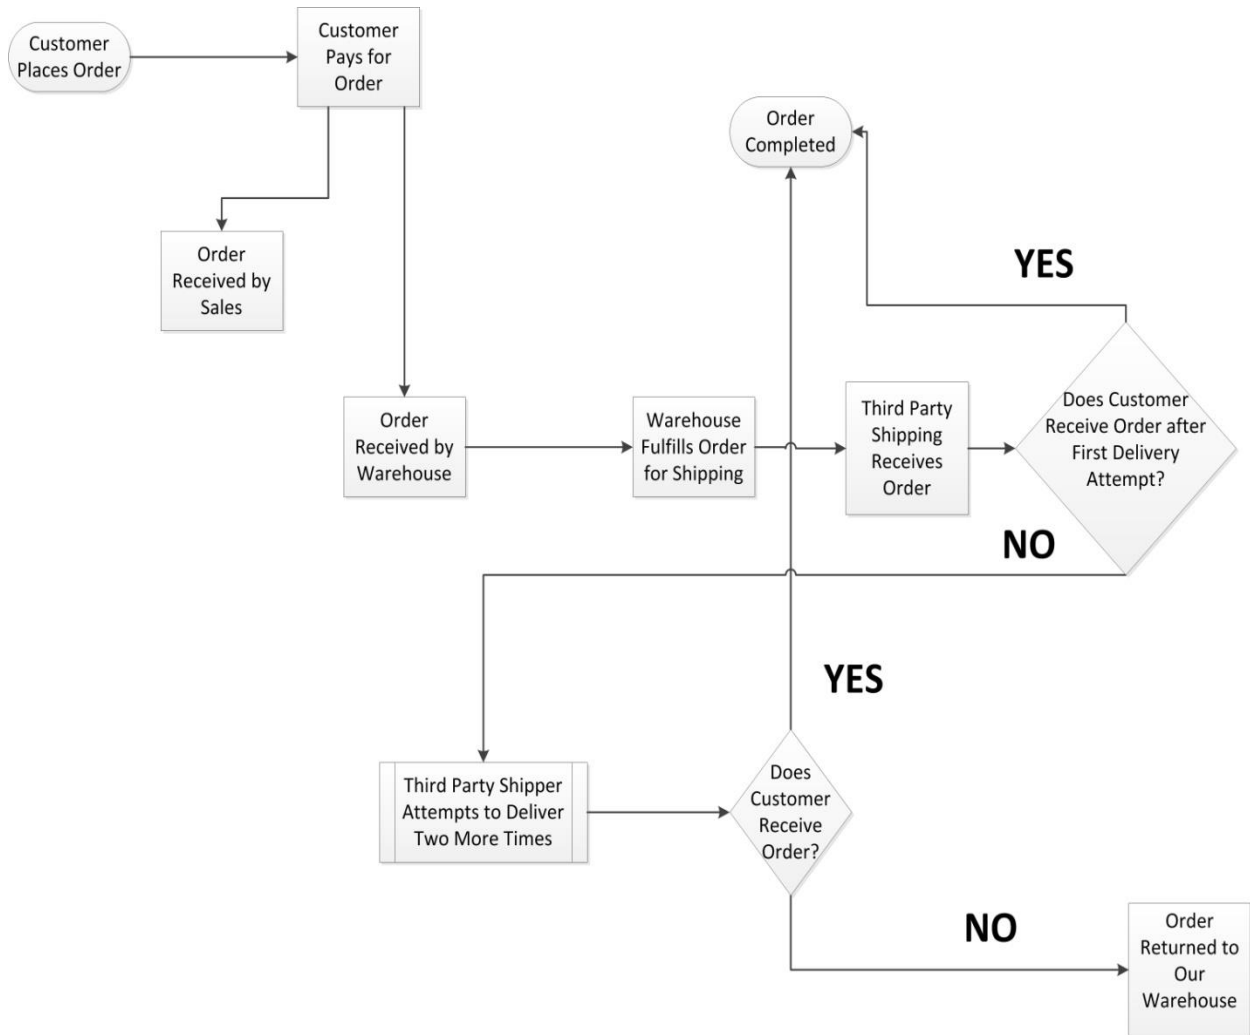 Customer
Places Order
Customer
Pays for
Order
Order
Completed
Order
Received by
Sales
YES
Order
Received by
Warehouse
Warehouse
Fulfills Order
for Shipping
Third Party
Shipping
Receives
Order
Does Customer
Receive Order after
First Delivery
Attempt?
NO
YES
Third Party Shipper
Attempts to Deliver
Two More Times
Does
Customer
Receive
Order?
NO
Order
Returned to
Our
Warehouse